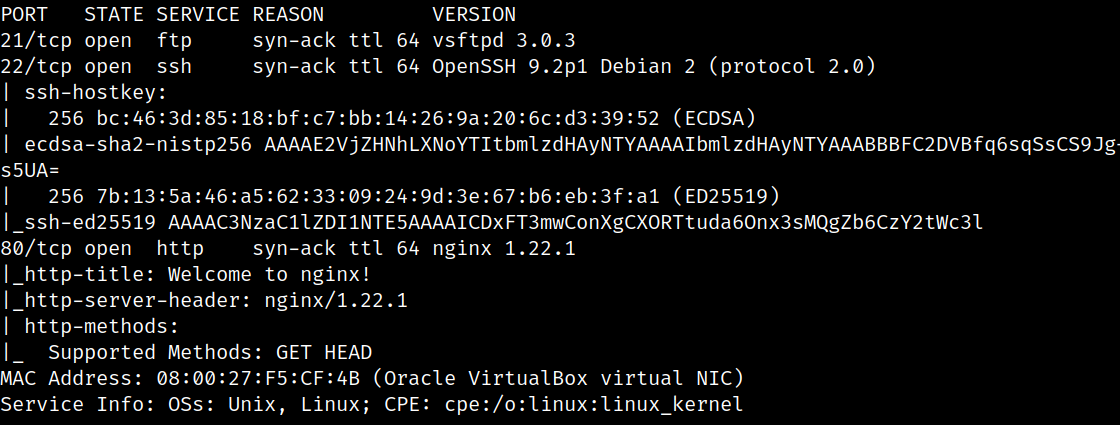 PORT   STATE SERVICE REASON         VERSION
21/tcp open  ftp     syn-ack ttl 64 vsftpd 3.0.3
22/tcp open  ssh     syn-ack ttl 64 OpenSSH 9.2p1 Debian 2 (protocol 2.0)
| ssh-hostkey:
|   256 bc:46:3d:85:18:bf:c7:bb:14:26:9a:20:6c:d3:39:52 (ECDSA)
| ecdsa-sha2-nistp256 AAAAE2VjZHNhLXNoYTItbmlzdHAyNTYAAAAIbmlzdHAyNTYAAABBBFC2DVBfq6sqSsCS9Jg
s5UA=
|   256 7b:13:5a:46:a5:62:33:09:24:9d:3e:67:b6:eb:3f:a1 (ED25519)
|_ssh-ed25519 AAAAC3NzaC1lZDI1NTE5AAAAICDxFT3mwConXgCXORTtuda6Onx3sMQgZb6CzY2tWc3l
80/tcp open  http    syn-ack ttl 64 nginx 1.22.1
|_http-title: Welcome to nginx!
|_http-server-header: nginx/1.22.1
| http-methods:
|_  Supported Methods: GET HEAD
MAC Address: 08:00:27:F5:CF:4B (Oracle VirtualBox virtual NIC)
Service Info: OSs: Unix, Linux; CPE: cpe:/o:linux:linux_kernel